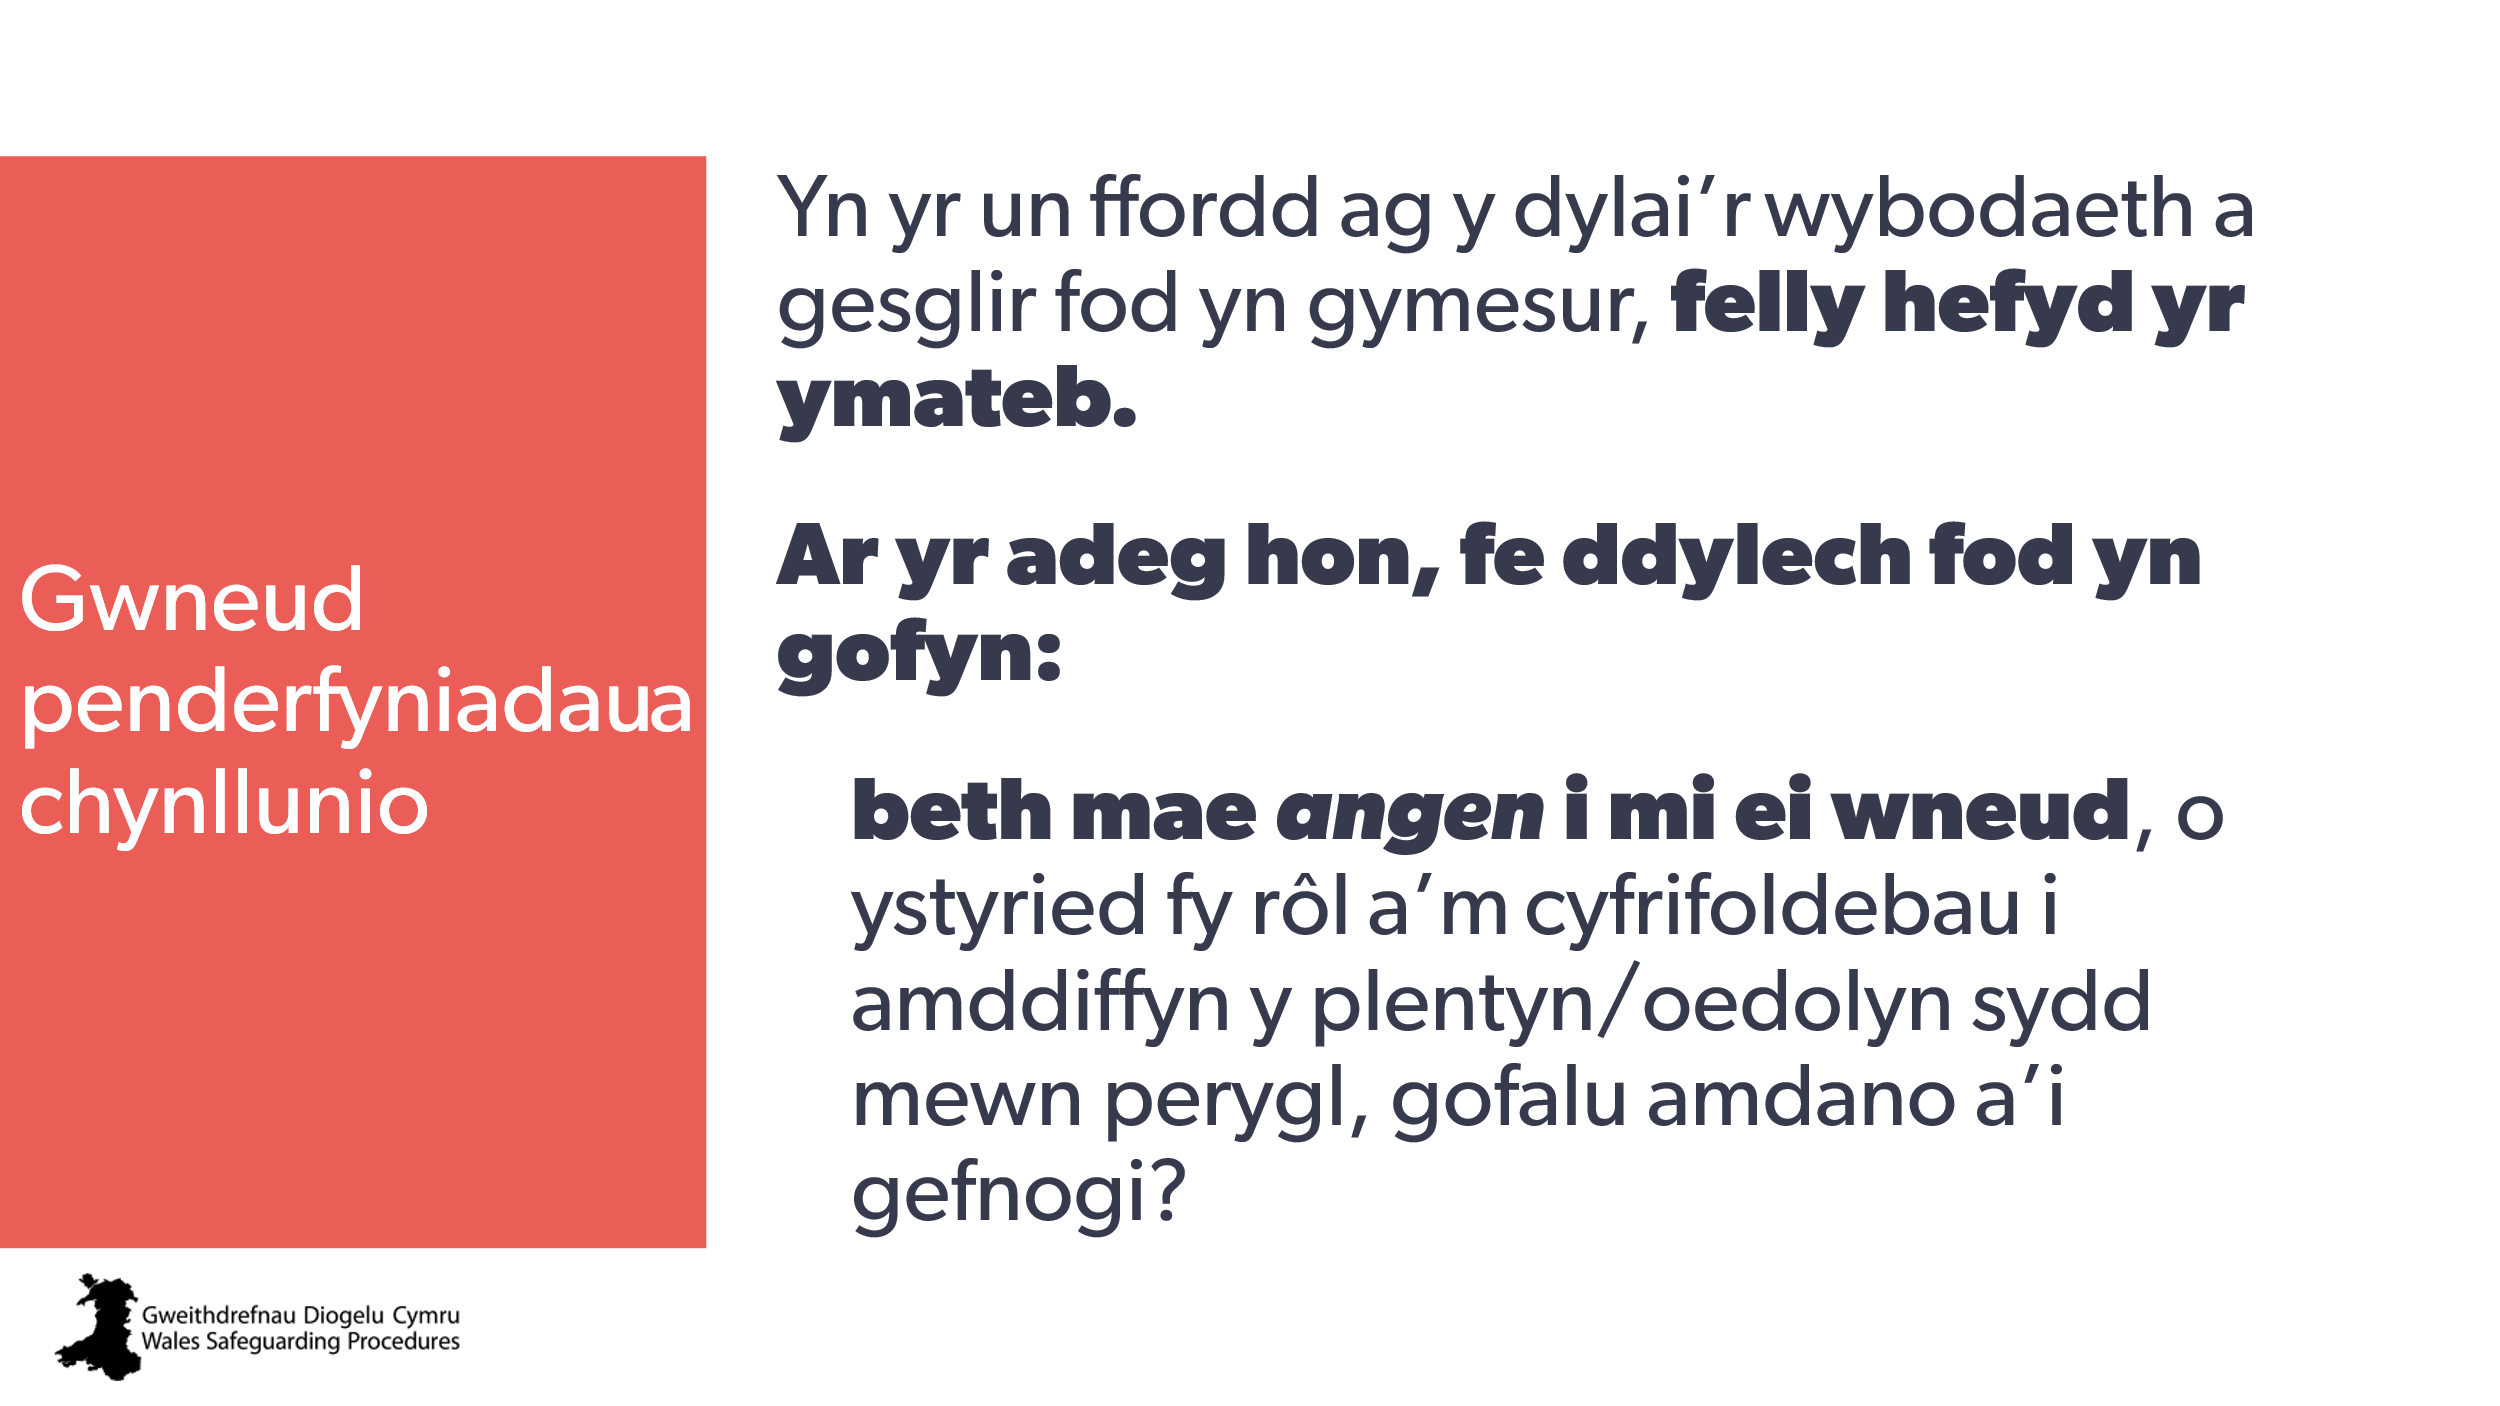 Gwneud
penderfyniadaua
chynllunio
Yn yr un ffordd ag y dylai’r wybodaeth a
gesglir fod yn gymesur, felly hefyd yr
ymateb.
Ar yr adeg hon, fe ddylech fod yn
gofyn:
beth mae angen i mi ei wneud, o
ystyried fy rôl a’m cyfrifoldebau i
amddiffyn y plentyn/oedolyn sydd
mewn perygl, gofalu amdano a’i
gefnogi?
Gweithdrefnau Diogelu Cymru
Wales Safeguarding Procedures